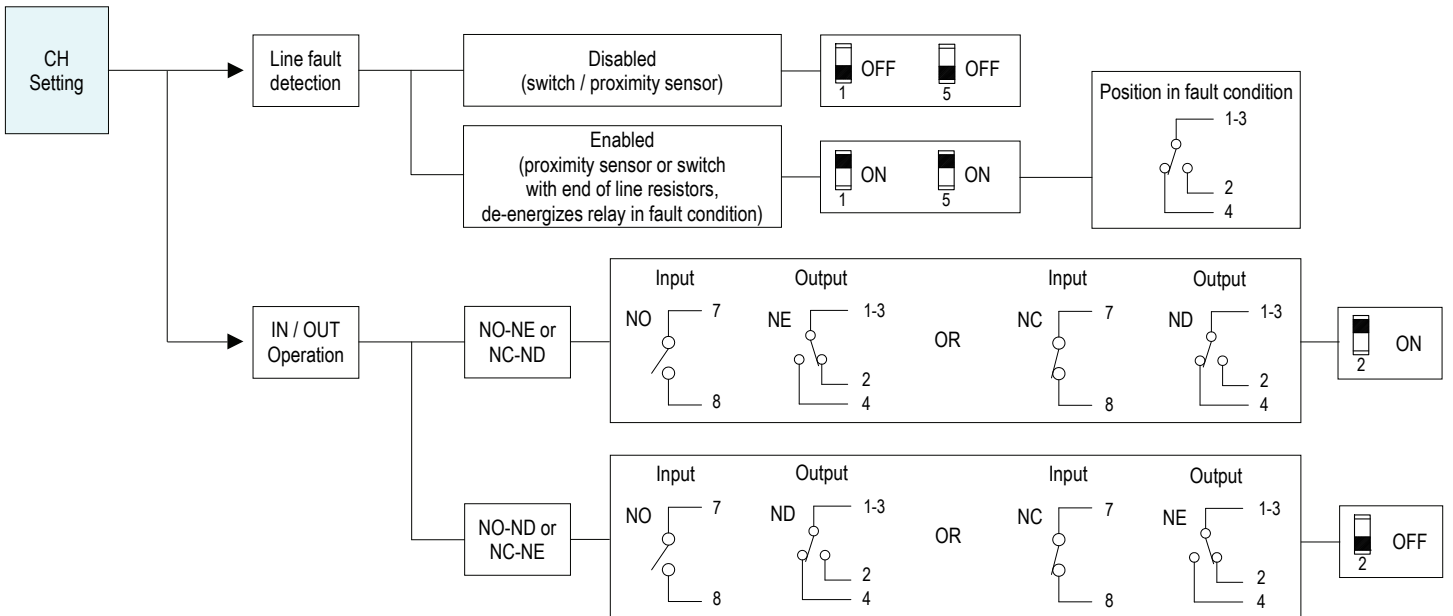 CH
Setting
Line fault
detection
Disabled
(switch / proximity sensor)
OFF
1
OFF
5
Enabled
(proximity sensor or switch
with end of line resistors,
de-energizes relay in fault condition)
ON
1
ON
5
Position in fault condition
1-3
2
4
IN / OUT
Operation
NO-NE or
NC-ND
Input
NO
7
8
Output
NE
1-3
2
4
OR
Input
NC
7
8
Output
ND
1-3
2
4
ON
2
NO-ND or
NC-NE
Input
NO
7
8
Output
ND
1-3
2
4
OR
Input
NC
7
8
Output
NE
1-3
2
4
OFF
2